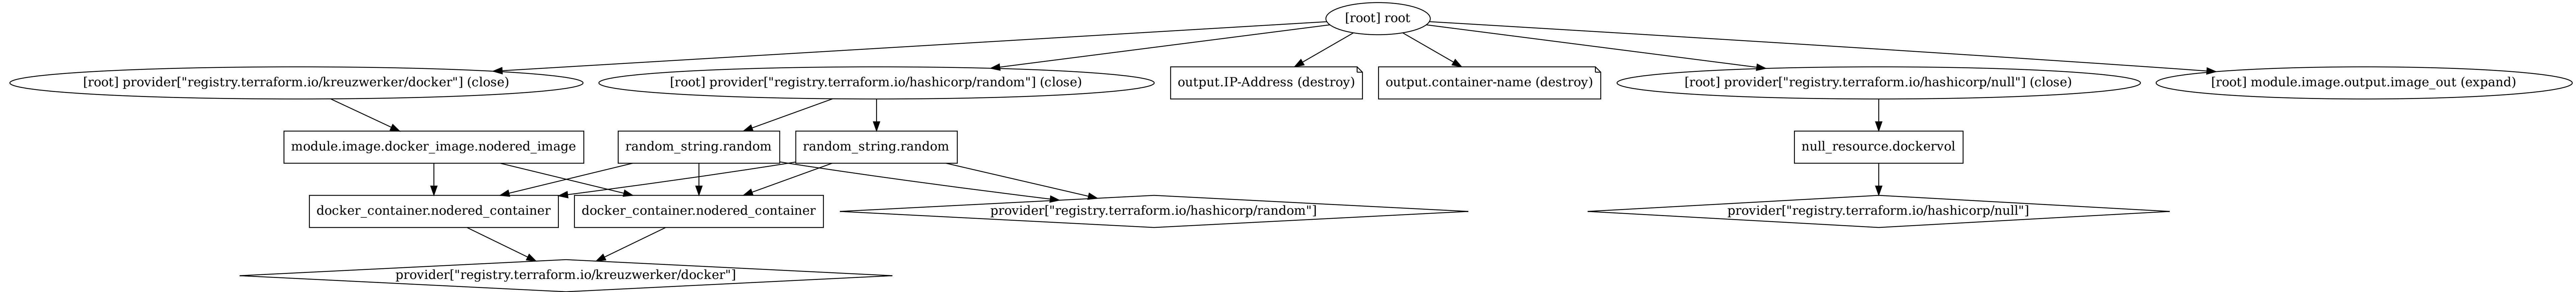 [root] root
[root] provider["registry.terraform.io/kreuzwerker/docker"] (close)
[root] provider["registry.terraform.io/hashicorp/random"] (close)
output.IP-Address (destroy)
output.container-name (destroy)
[root] provider["registry.terraform.io/hashicorp/null"] (close)
[root] module.image.output.image_out (expand)
module.image.docker_image.nodered_image
random_string.random
random_string.random
null_resource.dockervol
docker_container.nodered_container
docker_container.nodered_container
provider["registry.terraform.io/hashicorp/random"]
provider["registry.terraform.io/hashicorp/null"]
provider["registry.terraform.io/kreuzwerker/docker"]